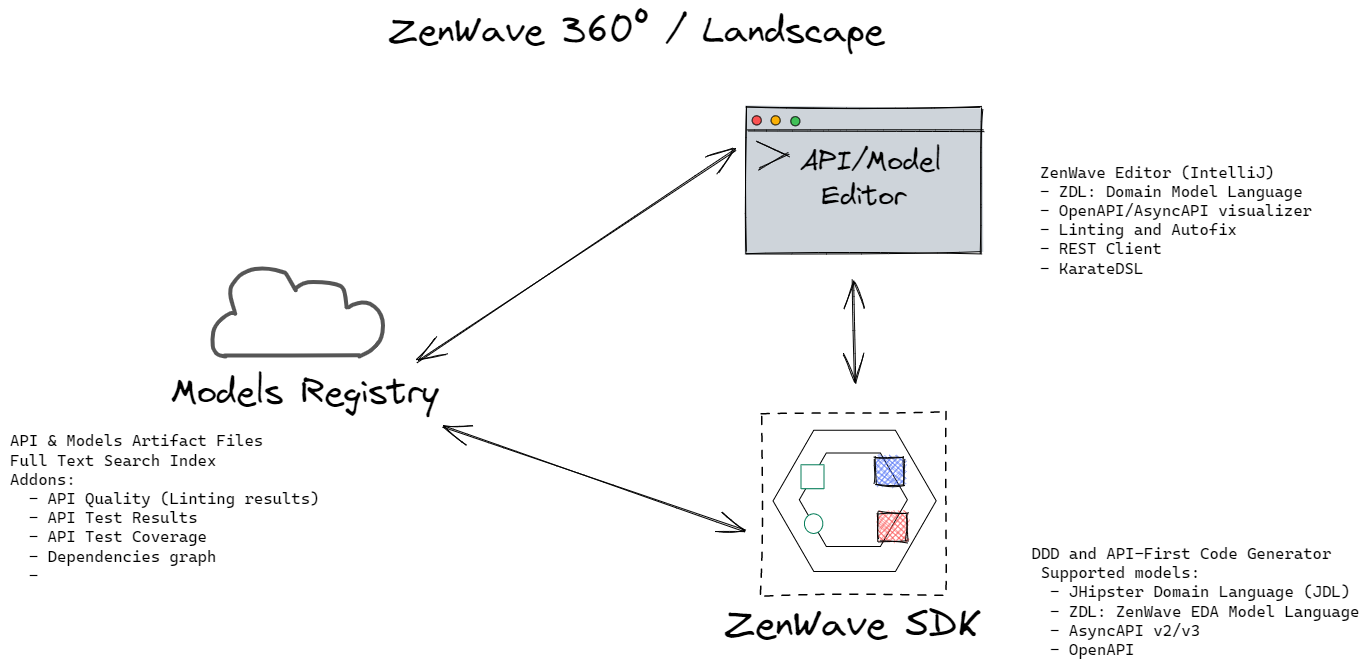 ZenWave 360º / Landscape
> API/Model
Editor
ZenWave Editor (IntelliJ)
- ZDL: Domain Model Language
- OpenAPI/AsyncAPI visualizer
- Linting and Autofix
- REST Client
- KarateDSL
Models Registry
API & Models Artifact Files
Full Text Search Index
Addons:
- API Quality (Linting results)
- API Test Results
- API Test Coverage
- Dependencies graph
-
ZenWave SDK
DDD and API-First Code Generator
Supported models:
- JHipster Domain Language (JDL)
- ZDL: ZenWave EDA Model Language
- AsyncAPI v2/v3
- OpenAPI